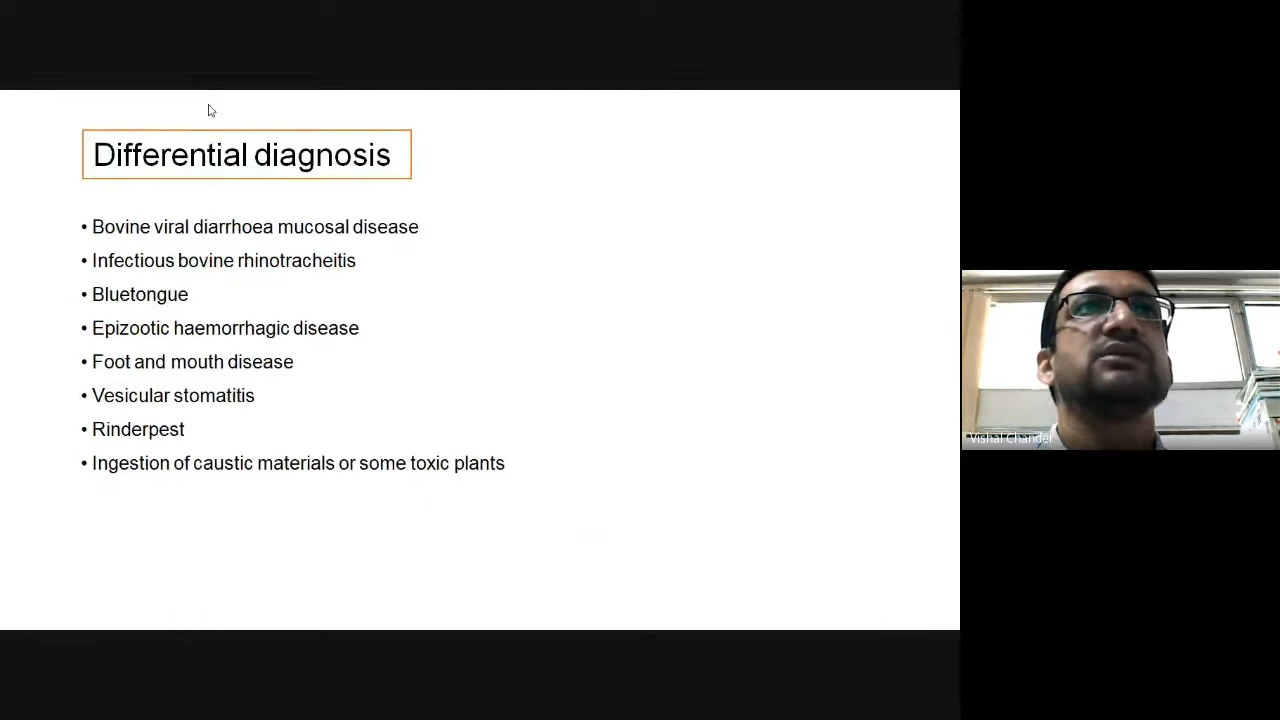 Differential diagnosis
• Bovine viral diarrhoea mucosal disease
• Infectious bovine rhinotracheitis
• Bluetongue
• Epizootic haemorrhagic disease
• Foot and mouth disease
• Vesicular stomatitis
• Rinderpest
• Ingestion of caustic materials or some toxic plants
Vishal Chandel